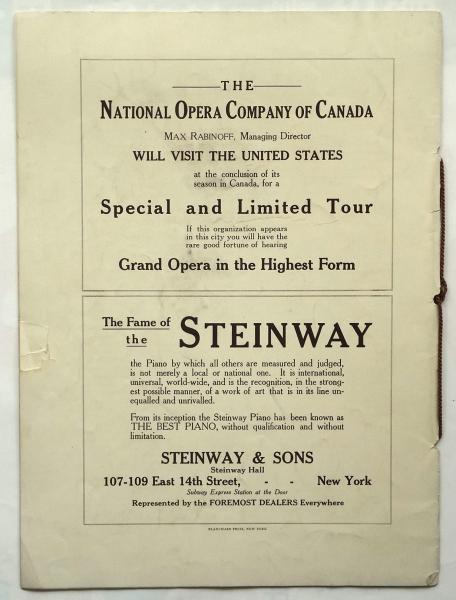 THE
NATIONAL OPERA COMPANY OF CANADA
MAX RABINOFF, Managing Director
WILL VISIT THE UNITED STATES
at the conclusion of its
season in Canada, for a
Special and Limited Tour
If this organization appears
in this city you will have the
rare good fortune of hearing
Grand Opera in the Highest Form
The Fame of
the STEINWAY
the Piano by which all others are measured and judged,
is not merely a local or national one. It is international,
universal, world-wide, and is the recognition, in the strong-
est possible manner, of a work of art that is in its line un-
equalled and unrivalled.
From its inception the Steinway Piano has been known as
THE BEST PIANO, without qualification and without
limitation.
STEINWAY & SONS
Steinway Hall
107-109 East 14th Street, - - New York
Subway Express Station at the Door
Represented by the FOREMOST DEALERS Everywhere
BLANCHARD PRESS, NEW YORK